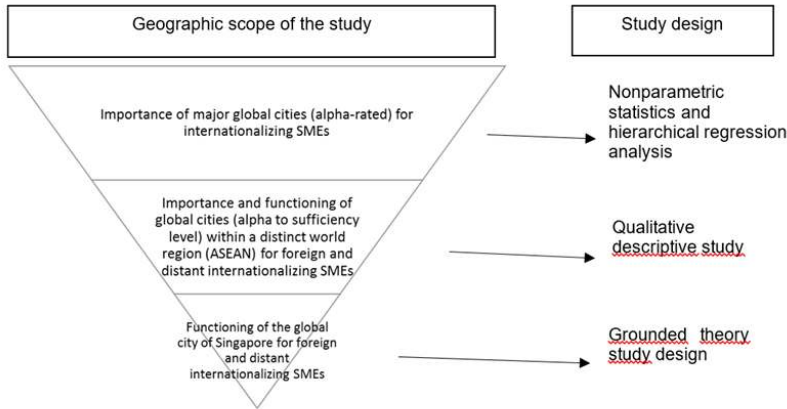 Geographic scope of the study
Study design
Importance of major global cities (alpha-rated) for
internationalizing SMEs
Nonparametric
statistics and
hierarchical regression
analysis
Importance and functioning of
global cities (alpha to sufficiency
level) within a distinct world
region (ASEAN) for foreign and
distant internationalizing SMEs
Qualitative
descriptive study
Functioning of the global
city of Singapore for foreign
and distant
internationalizing SMEs
Grounded theory
study design